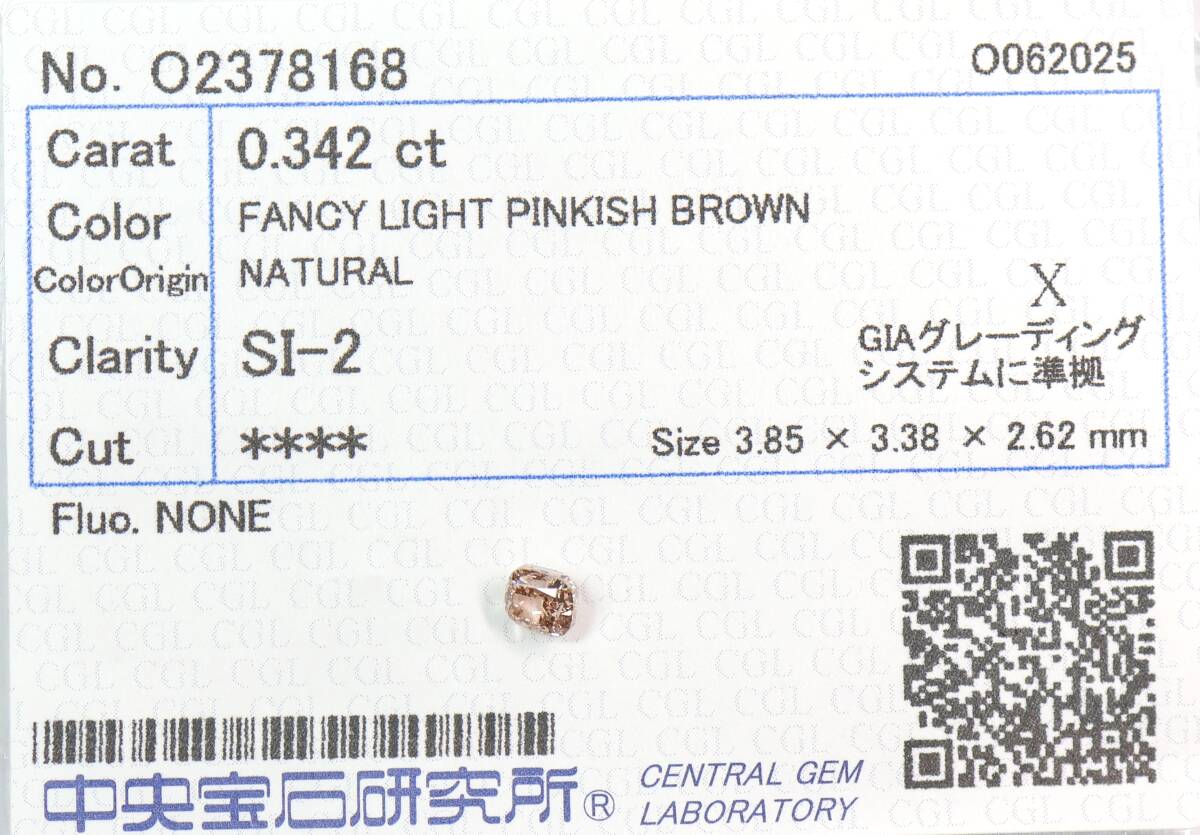 No. O2378168
O062025
Carat 0.342 ct
Color FANCY LIGHT PINKISH BROWN
ColorOrigin NATURAL
X
Clarity SI-2
GIAグレーディング
システムに準拠
Cut ****
Size 3.85 × 3.38 × 2.62 mm
Fluo. NONE
中央宝石研究所®
CENTRAL GEM
LABORATORY